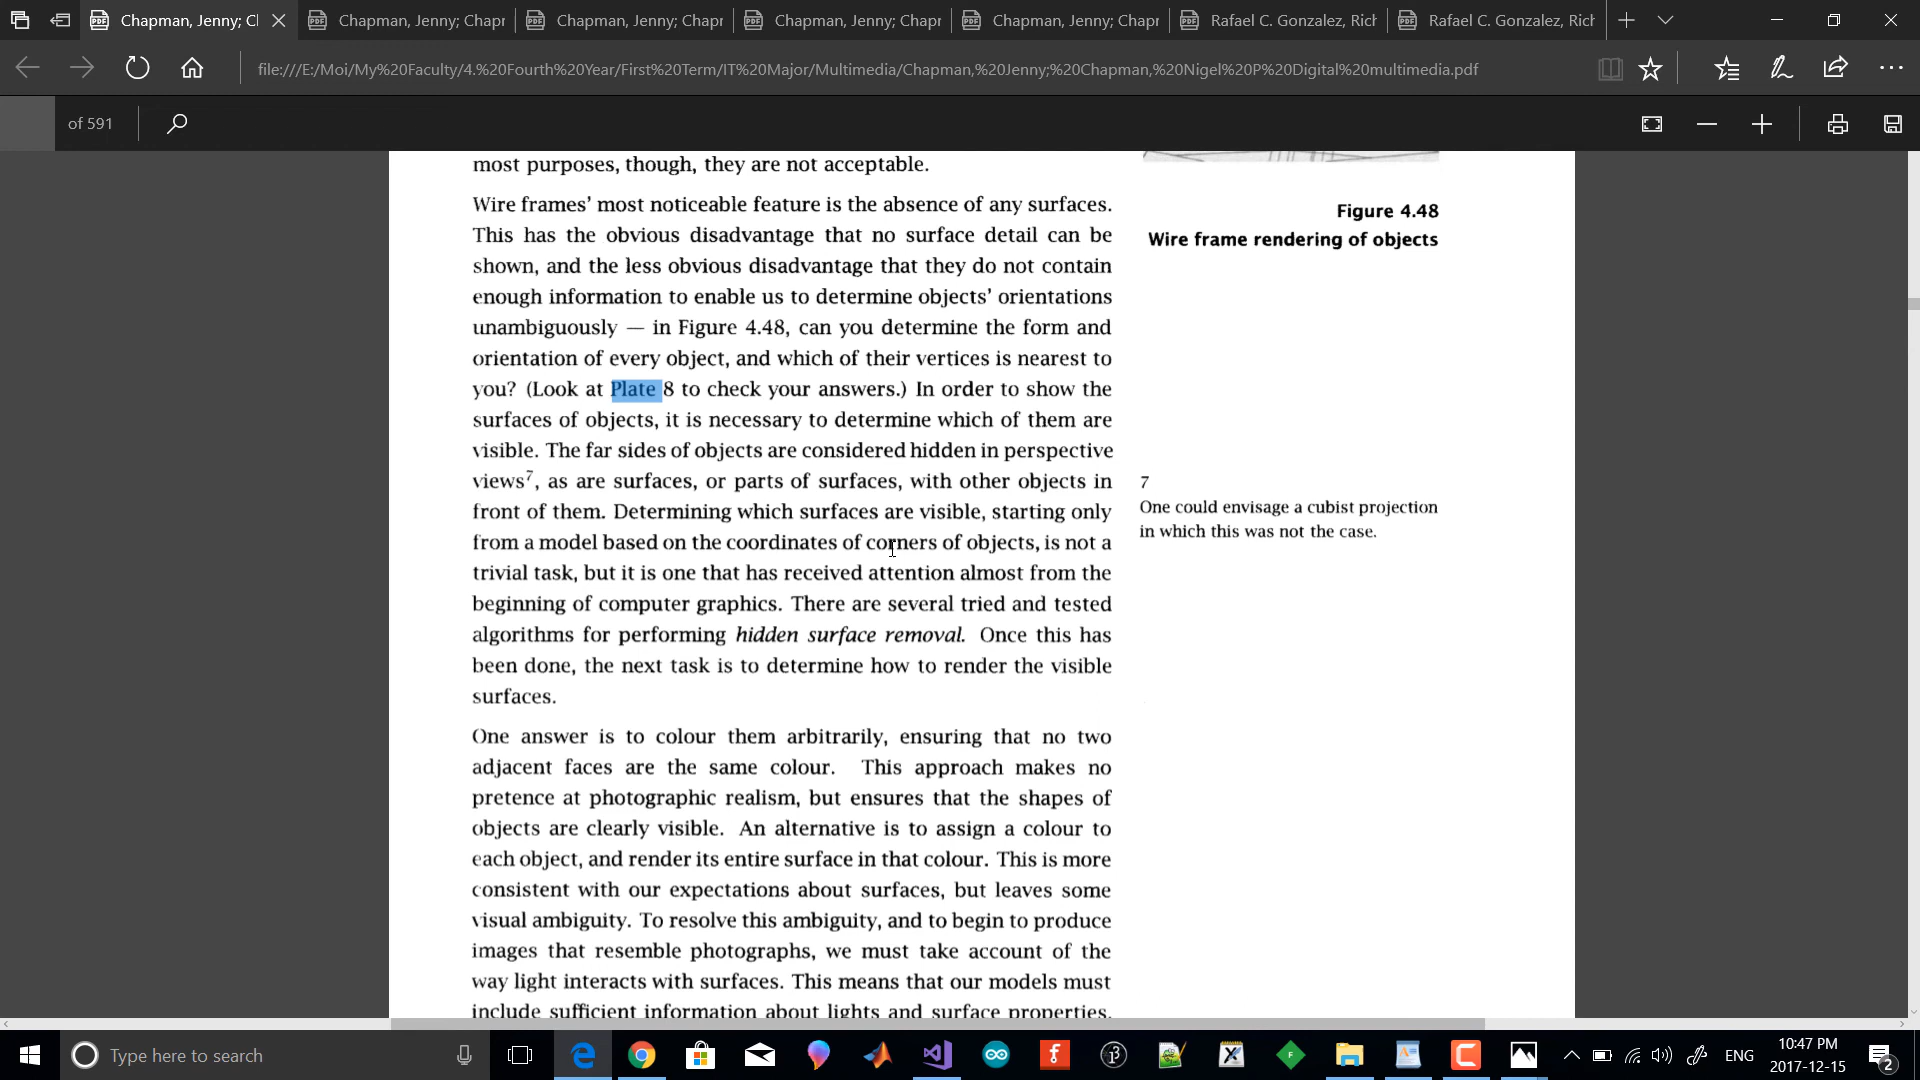 Chapman, Jenny; Cl
Chapman, Jenny; Chapr
Chapman, Jenny; Chapr
Chapman, Jenny; Chapr
Chapman, Jenny; Chapr
Rafael C. Gonzalez, Rich
Rafael C. Gonzalez, Rich
file:///E:/Moi/My%20Faculty/4.%20Fourth%20Year/First%20Term/IT%20Major/Multimedia/Chapman,%20Jenny;%20Chapman,%20Nigel%20P%20Digital%20multimedia.pdf
of 591
most purposes, though, they are not acceptable.
Wire frames’ most noticeable feature is the absence of any surfaces.
This has the obvious disadvantage that no surface detail can be
shown, and the less obvious disadvantage that they do not contain
enough information to enable us to determine objects’ orientations
unambiguously — in Figure 4.48, can you determine the form and
orientation of every object, and which of their vertices is nearest to
you? (Look at Plate 8 to check your answers.) In order to show the
surfaces of objects, it is necessary to determine which of them are
visible. The far sides of objects are considered hidden in perspective
views7, as are surfaces, or parts of surfaces, with other objects in
front of them. Determining which surfaces are visible, starting only
from a model based on the coordinates of corners of objects, is not a
trivial task, but it is one that has received attention almost from the
beginning of computer graphics. There are several tried and tested
algorithms for performing hidden surface removal. Once this has
been done, the next task is to determine how to render the visible
surfaces.
One answer is to colour them arbitrarily, ensuring that no two
adjacent faces are the same colour. This approach makes no
pretence at photographic realism, but ensures that the shapes of
objects are clearly visible. An alternative is to assign a colour to
each object, and render its entire surface in that colour. This is more
consistent with our expectations about surfaces, but leaves some
visual ambiguity. To resolve this ambiguity, and to begin to produce
images that resemble photographs, we must take account of the
way light interacts with surfaces. This means that our models must
include sufficient information about lights and surface properties.
Figure 4.48
Wire frame rendering of objects
7
One could envisage a cubist projection
in which this was not the case.
Type here to search
ENG
10:47 PM
2017-12-15
2